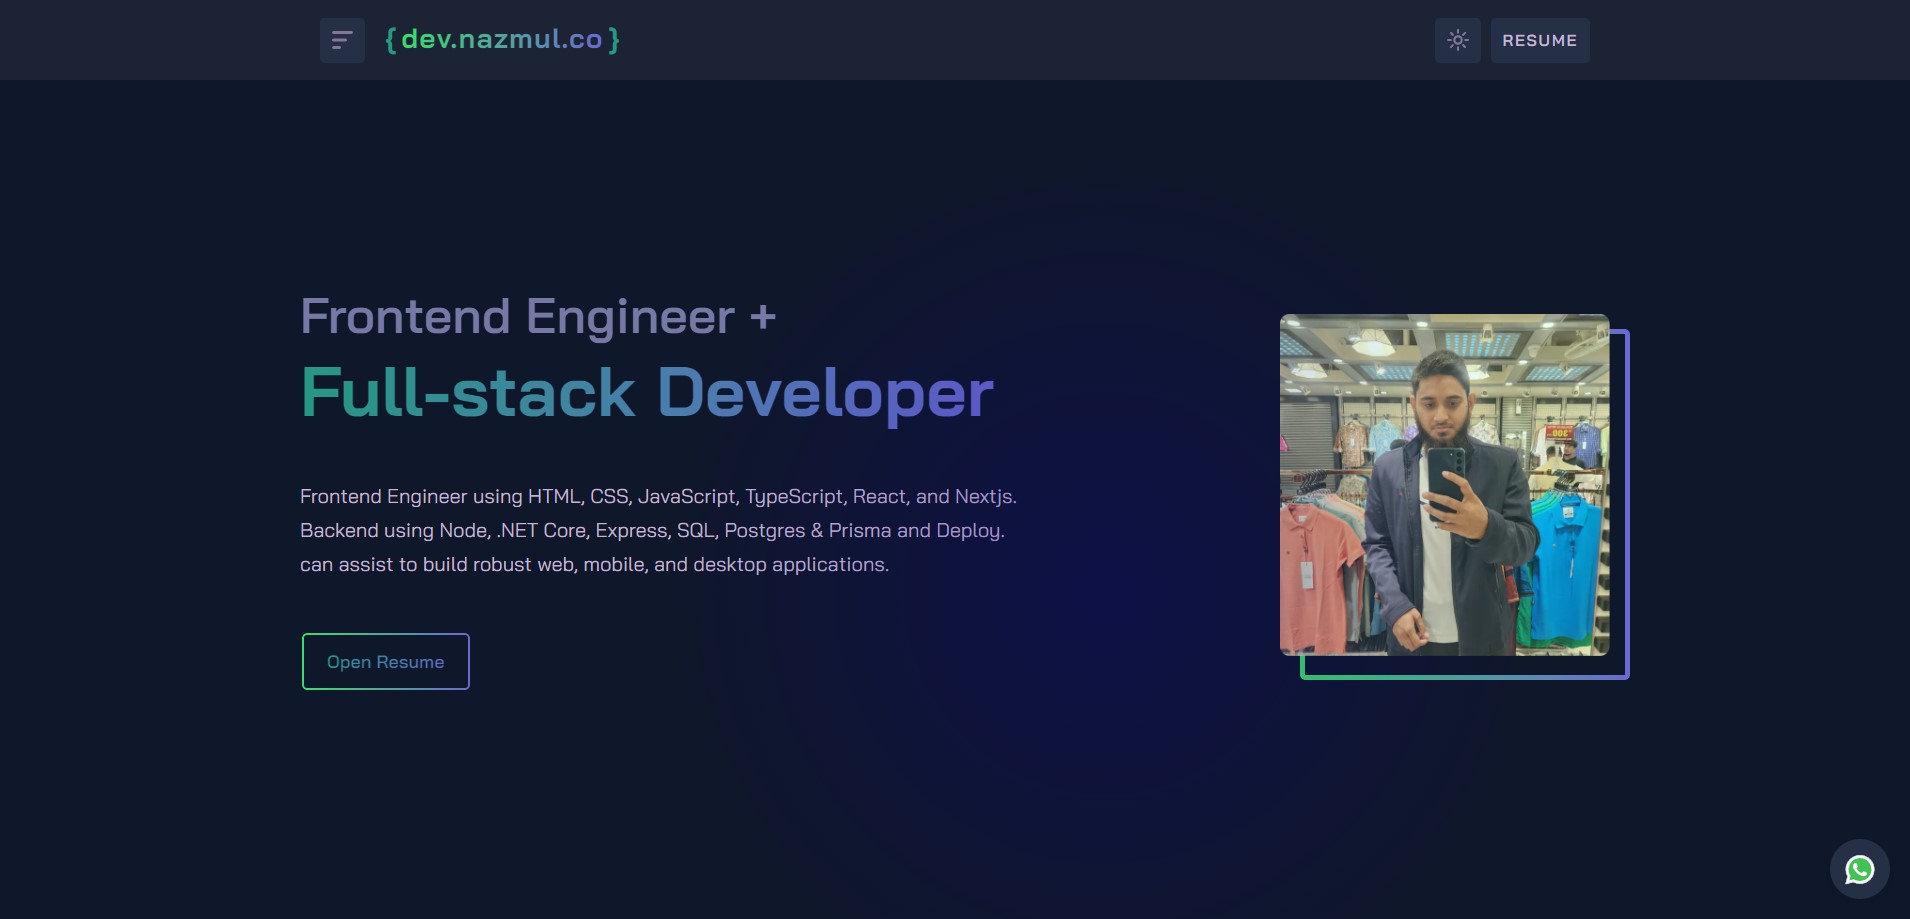 { dev.nazmul.co }
RESUME
Frontend Engineer +
Full-stack Developer
Frontend Engineer using HTML, CSS, JavaScript, TypeScript, React, and Nextjs.
Backend using Node, .NET Core, Express, SQL, Postgres & Prisma and Deploy.
can assist to build robust web, mobile, and desktop applications.
Open Resume